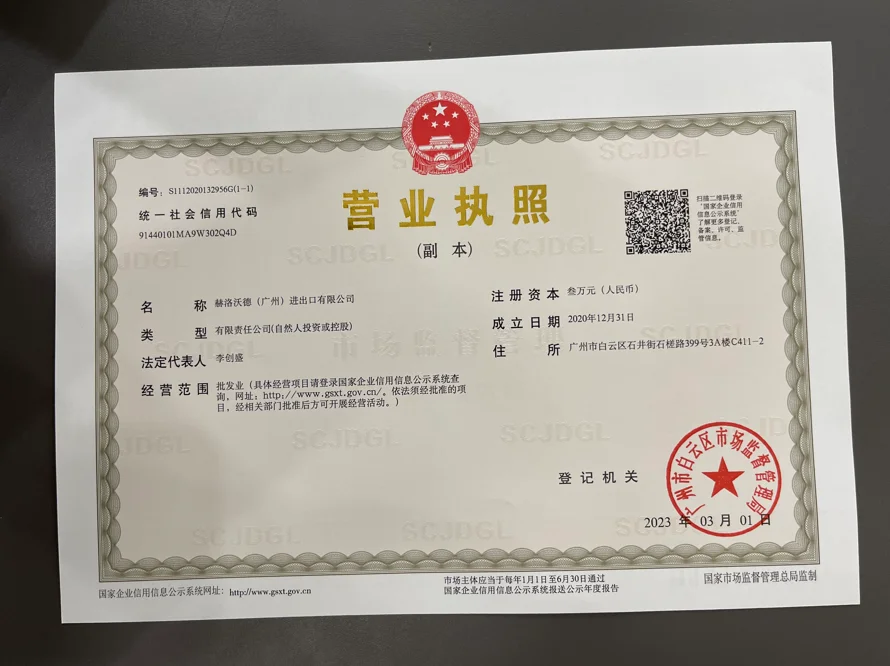 编号：S1112020132956G(1-1)
统一社会信用代码
91440101MA9W302Q4D
营业执照
（副 本）
扫描二维码登录
“国家企业信用
信息公示系统”
了解更多登记、
备案、许可、监
管信息。
名 称 赫洛沃德（广州）进出口有限公司
类 型 有限责任公司(自然人投资或控股)
法定代表人 李创盛
经营范围 批发业（具体经营项目请登录国家企业信用信息公示系统查
询，网址：http://www.gsxt.gov.cn/。依法须经批准的项
目，经相关部门批准后方可开展经营活动。）
注册资本 叁万元（人民币）
成立日期 2020年12月31日
住 所 广州市白云区石井街石槎路399号3A楼C411-2
市场监督管理
SCJDGL
SCJDGL
SCJDGL
SCJDGL
SCJDGL
SCJDGL
SCJDGL
SCJDGL
登记机关
广州市白云区市场监督管理局
2023 年 03 月 01 日
国家企业信用信息公示系统网址：http://www.gsxt.gov.cn
市场主体应当于每年1月1日至6月30日通过
国家企业信用信息公示系统报送公示年度报告
国家市场监督管理总局监制